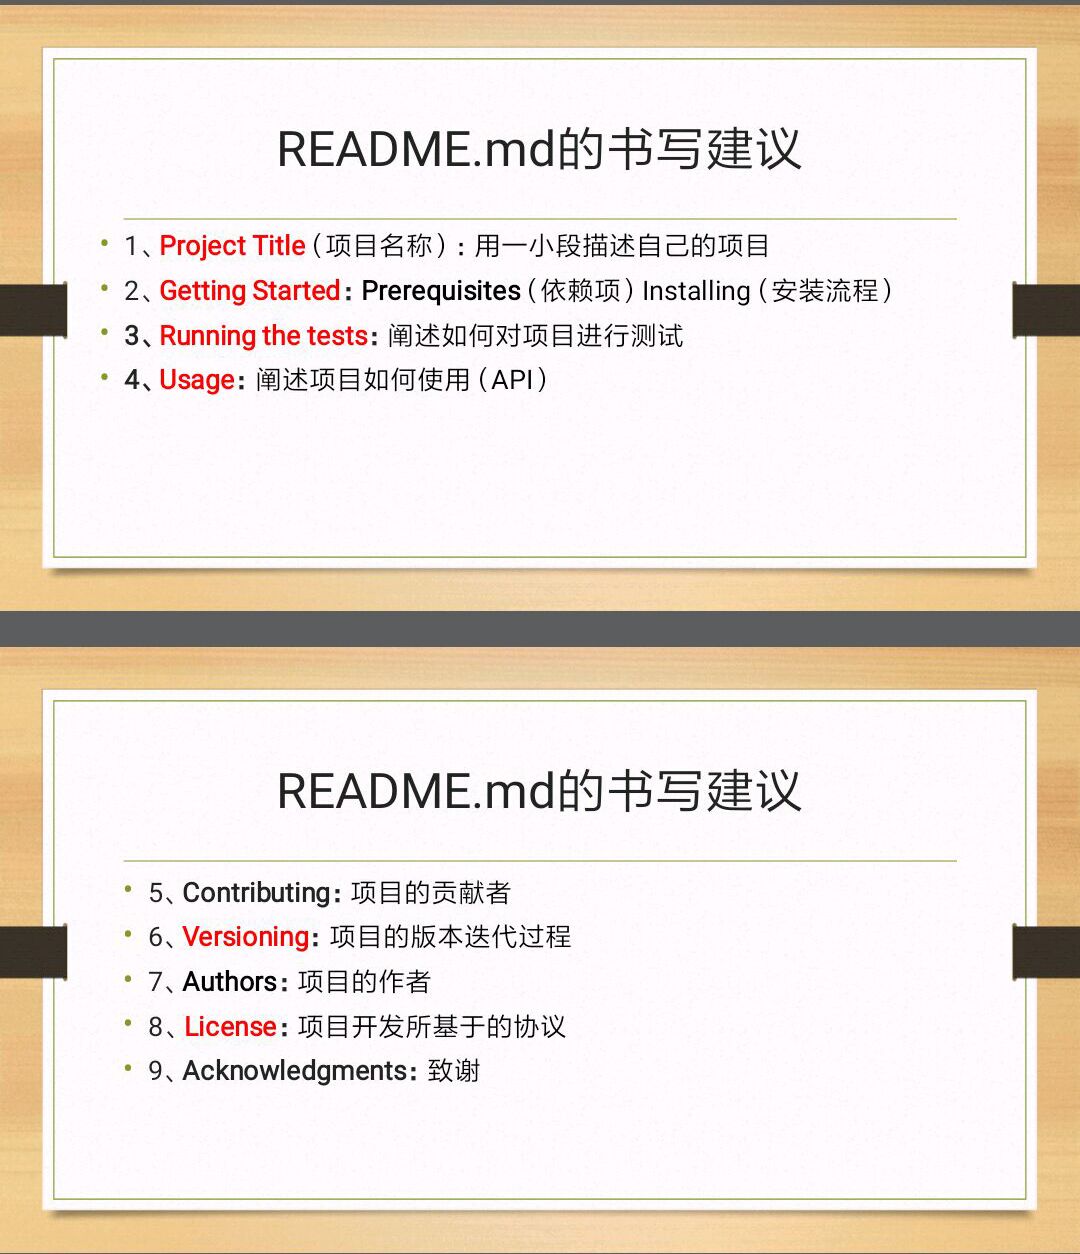 README.md的书写建议
• 1、Project Title（项目名称）: 用一小段描述自己的项目
• 2、Getting Started: Prerequisites（依赖项）Installing（安装流程）
• 3、Running the tests: 阐述如何对项目进行测试
• 4、Usage: 阐述项目如何使用（API）
README.md的书写建议
• 5、Contributing: 项目的贡献者
• 6、Versioning: 项目的版本迭代过程
• 7、Authors: 项目的作者
• 8、License: 项目开发所基于的协议
• 9、Acknowledgments: 致谢